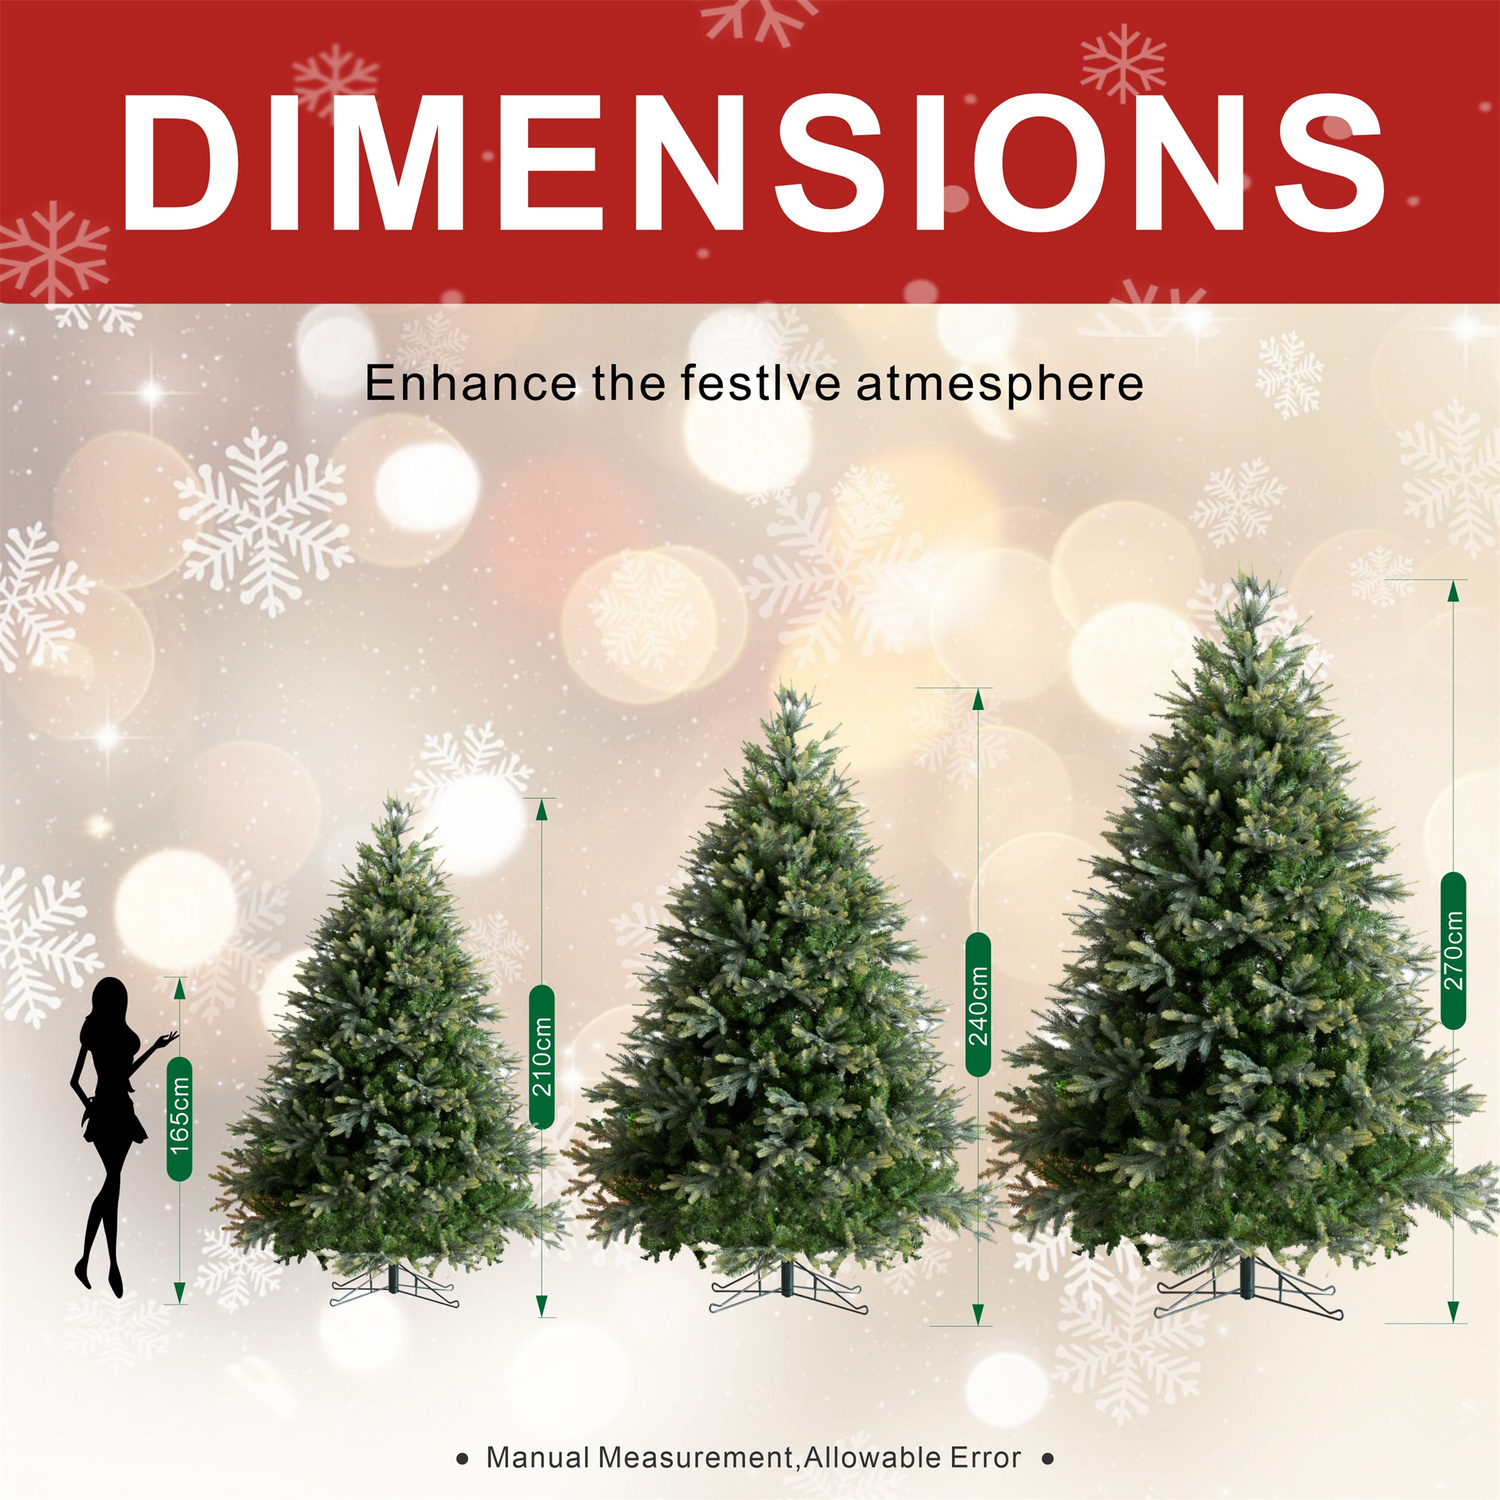 DIMENSIONS
Enhance the festlve atmesphere
270cm
240cm
210cm
165cm
• Manual Measurement,Allowable Error •